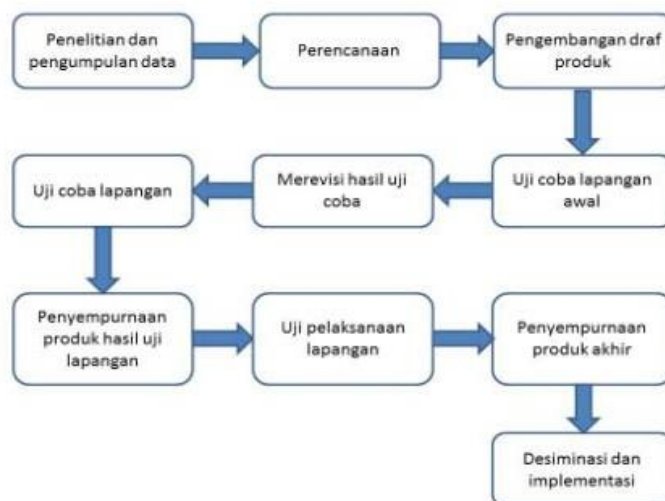 Penelitian dan
pengumpulan data
Perencanaan
Pengembangan draf
produk
Uji coba lapangan
awal
Merevisi hasil uji
coba
Uji coba lapangan
Penyempurnaan
produk hasil uji
lapangan
Uji pelaksanaan
lapangan
Penyempurnaan
produk akhir
Desiminasi dan
implementasi